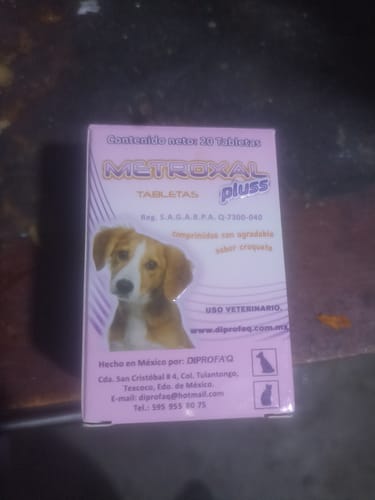 Contenido neto: 20 Tabletas
METROXAL
pluss
TABLETAS
Reg. S.A.G.A.R.P.A. Q-7300-040
Comprimidos con agradable
sabor croqueta
USO VETERINARIO.
www.diprofaq.com.mx
Hecho en México por: DIPROFAQ
Cda. San Cristóbal # 4, Col. Tulantongo,
Texcoco, Edo. de México.
E-mail: diprofaq@hotmail.com
Tel.: 595 955 80 75